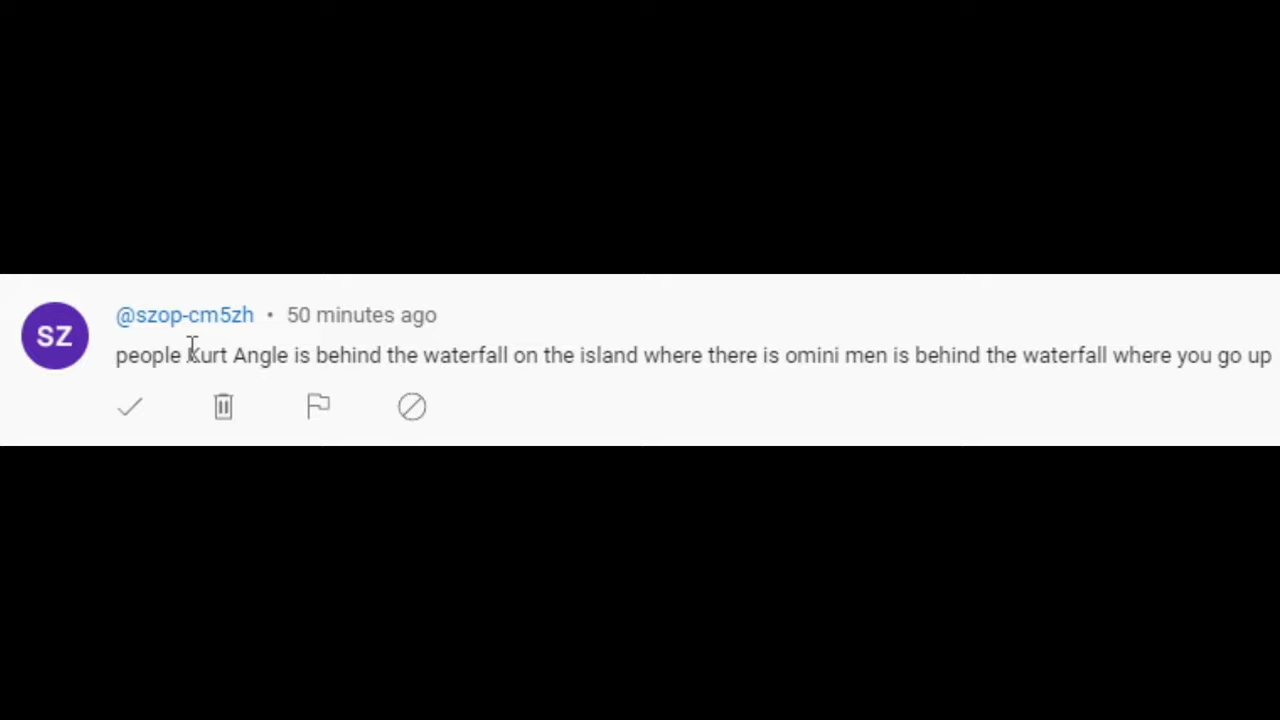 SZ
@szop-cm5zh • 50 minutes ago
people Kurt Angle is behind the waterfall on the island where there is omini men is behind the waterfall where you go up